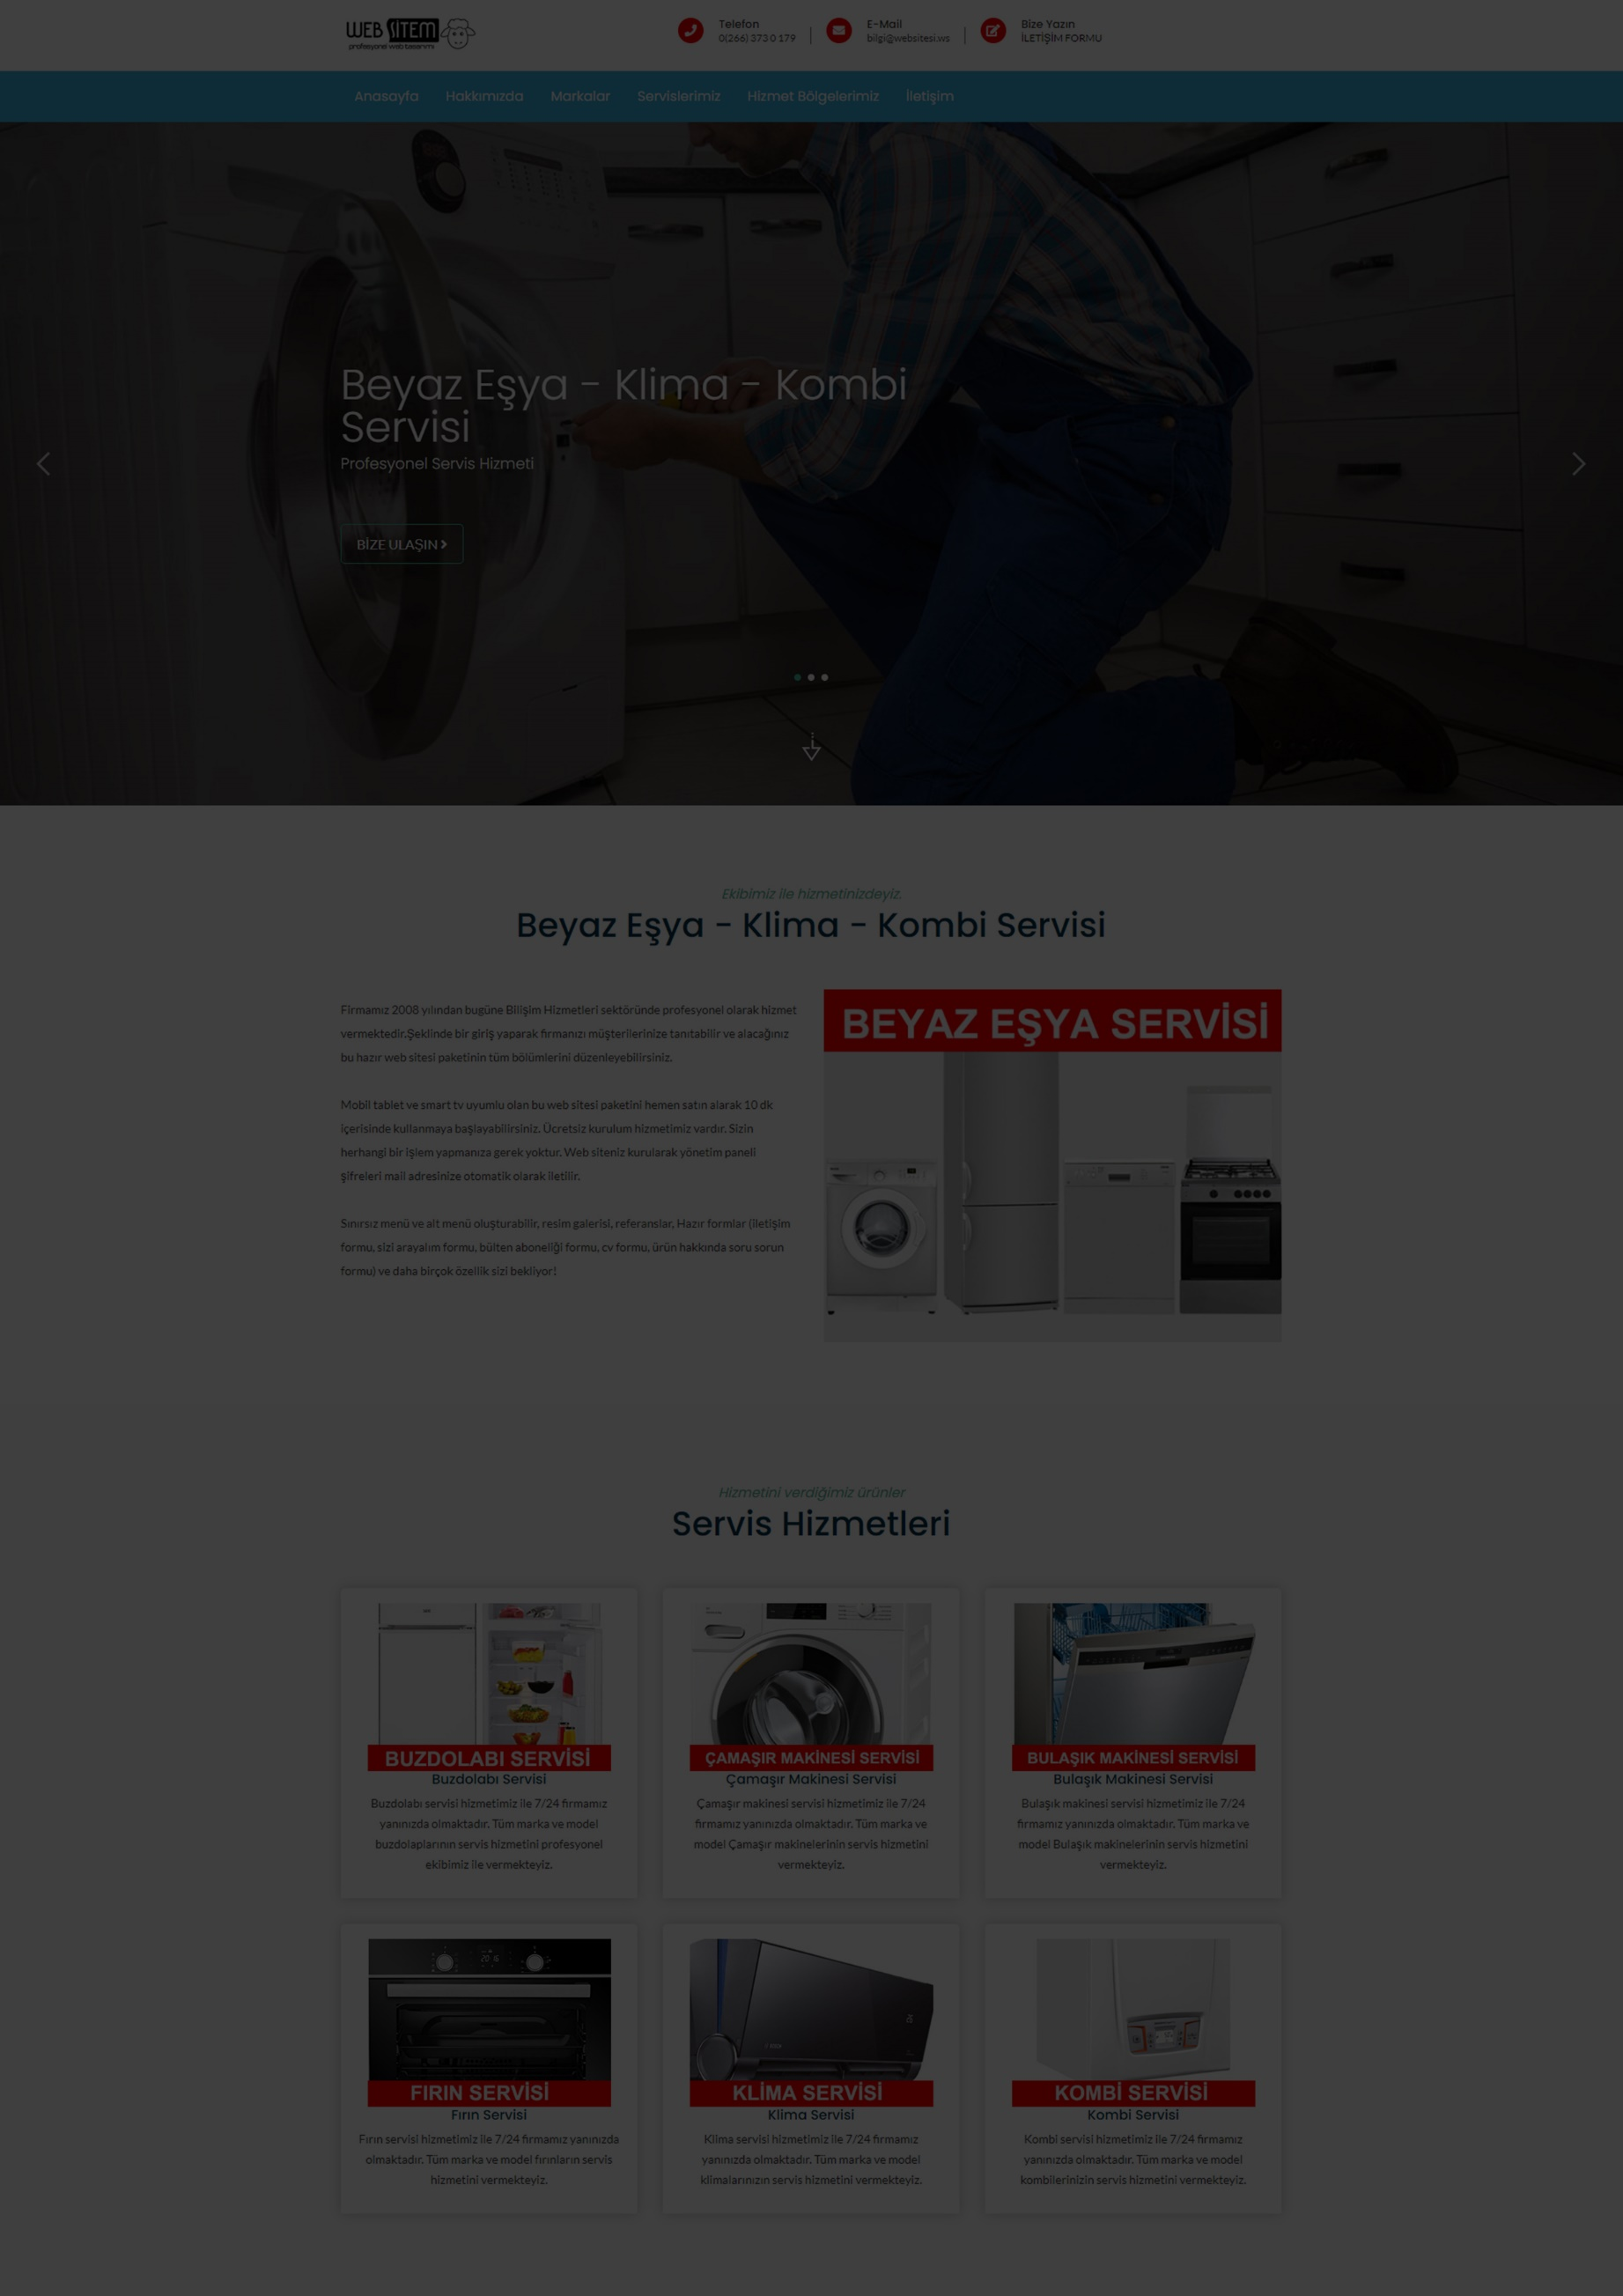 WEB SİTEM
profesyonel web tasarımı
Telefon
0(266) 373 0 179
E-Mail
bilgi@websitesi.ws
Bize Yazın
İLETİŞİM FORMU
Anasayfa Hakkımızda Markalar Servislerimiz Hizmet Bölgelerimiz İletişim
Beyaz Eşya - Klima - Kombi
Servisi
Profesyonel Servis Hizmeti
BİZE ULAŞIN
Ekibimiz ile hizmetinizdeyiz.
Beyaz Eşya - Klima - Kombi Servisi
Firmamız 2008 yılından bugüne Bilişim Hizmetleri sektöründe profesyonel olarak hizmet
vermektedir.Şeklinde bir giriş yaparak firmanızı müşterilerinize tanıtabilir ve alacağınız
bu hazır web sitesi paketinin tüm bölümlerini düzenleyebilirsiniz.
Mobil tablet ve smart tv uyumlu olan bu web sitesi paketini hemen satın alarak 10 dk
içerisinde kullanmaya başlayabilirsiniz. Ücretsiz kurulum hizmetimiz vardır. Sizin
herhangi bir işlem yapmanıza gerek yoktur. Web siteniz kurularak yönetim paneli
şifreleri mail adresinize otomatik olarak iletilir.
Sınırsız menü ve alt menü oluşturabilir, resim galerisi, referanslar, Hazır formlar (iletişim
formu, sizi arayalım formu, bülten aboneliği formu, cv formu, ürün hakkında soru sorun
formu) ve daha birçok özellik sizi bekliyor!
BEYAZ EŞYA SERVİSİ
Hizmetini verdiğimiz ürünler
Servis Hizmetleri
BUZDOLABI SERVİSİ
Buzdolabı Servisi
Buzdolabı servisi hizmetimiz ile 7/24 firmamız
yanınızda olmaktadır. Tüm marka ve model
buzdolaplarının servis hizmetini profesyonel
ekibimiz ile vermekteyiz.
ÇAMAŞIR MAKİNESİ SERVİSİ
Çamaşır Makinesi Servisi
Çamaşır makinesi servisi hizmetimiz ile 7/24
firmamız yanınızda olmaktadır. Tüm marka ve
model Çamaşır makinelerinin servis hizmetini
vermekteyiz.
BULAŞIK MAKİNESİ SERVİSİ
Bulaşık Makinesi Servisi
Bulaşık makinesi servisi hizmetimiz ile 7/24
firmamız yanınızda olmaktadır. Tüm marka ve
model Bulaşık makinelerinin servis hizmetini
vermekteyiz.
FIRIN SERVİSİ
Fırın Servisi
Fırın servisi hizmetimiz ile 7/24 firmamız yanınızda
olmaktadır. Tüm marka ve model fırınların servis
hizmetini vermekteyiz.
KLİMA SERVİSİ
Klima Servisi
Klima servisi hizmetimiz ile 7/24 firmamız
yanınızda olmaktadır. Tüm marka ve model
klimalarınızın servis hizmetini vermekteyiz.
KOMBİ SERVİSİ
Kombi Servisi
Kombi servisi hizmetimiz ile 7/24 firmamız
yanınızda olmaktadır. Tüm marka ve model
kombilerinizin servis hizmetini vermekteyiz.